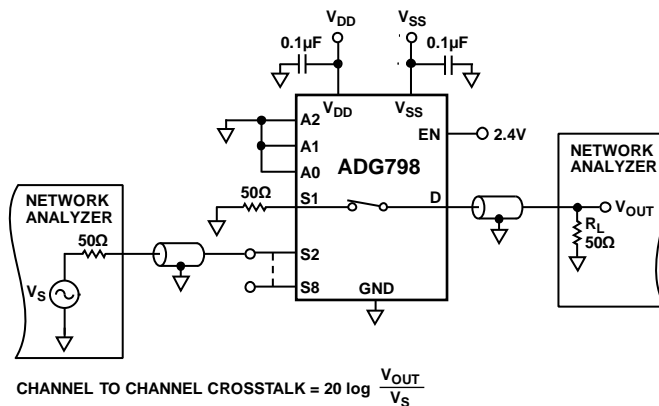 VDD VSS
0.1µF 0.1µF
VDD VSS
A2
A1
A0
EN 2.4V
ADG798
NETWORK
ANALYZER
50Ω
S1 D
VOUT
RL
50Ω
NETWORK
ANALYZER
50Ω
VS
S2
S8
GND
CHANNEL TO CHANNEL CROSSTALK = 20 log VOUT
VS